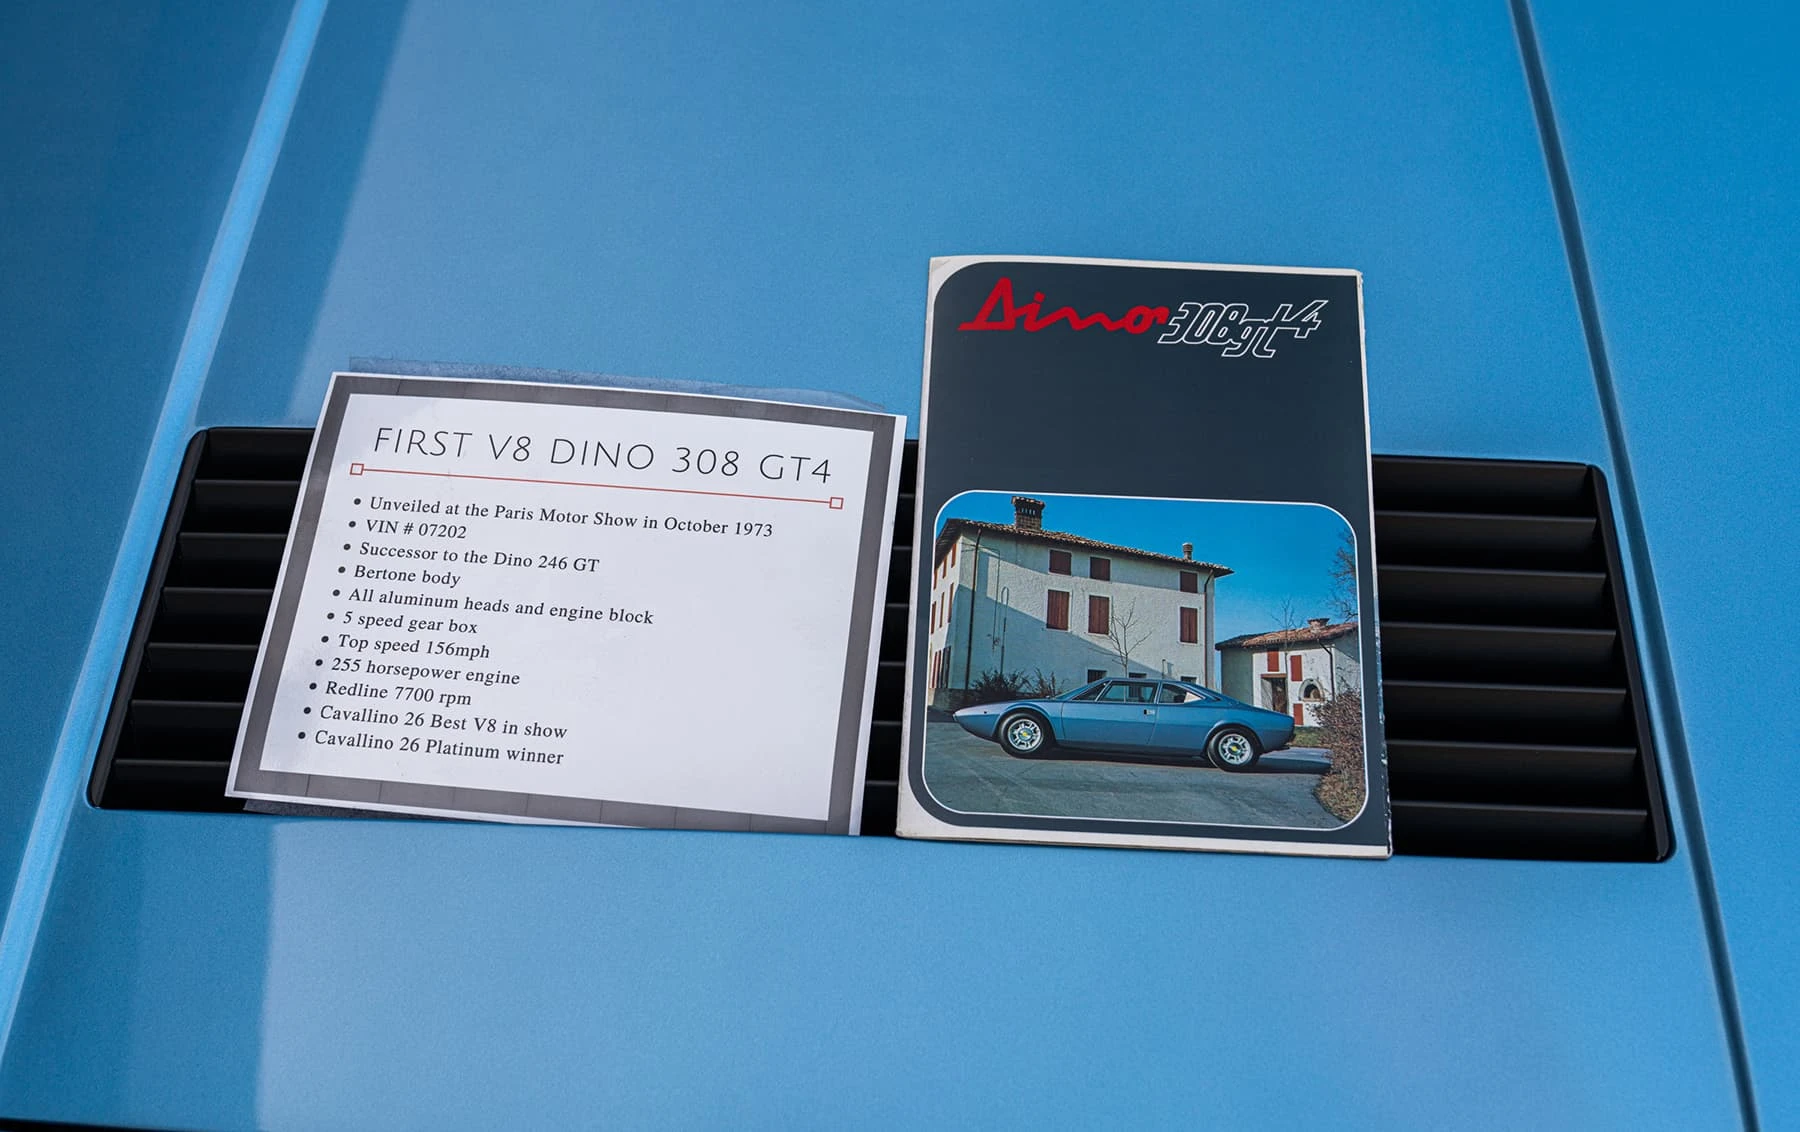 FIRST V8 DINO 308 GT4
• Unveiled at the Paris Motor Show in October 1973
• VIN # 07202
• Successor to the Dino 246 GT
• Bertone body
• All aluminum heads and engine block
• 5 speed gear box
• Top speed 156mph
• 255 horsepower engine
• Redline 7700 rpm
• Cavallino 26 Best V8 in show
• Cavallino 26 Platinum winner
Dino 308gt4